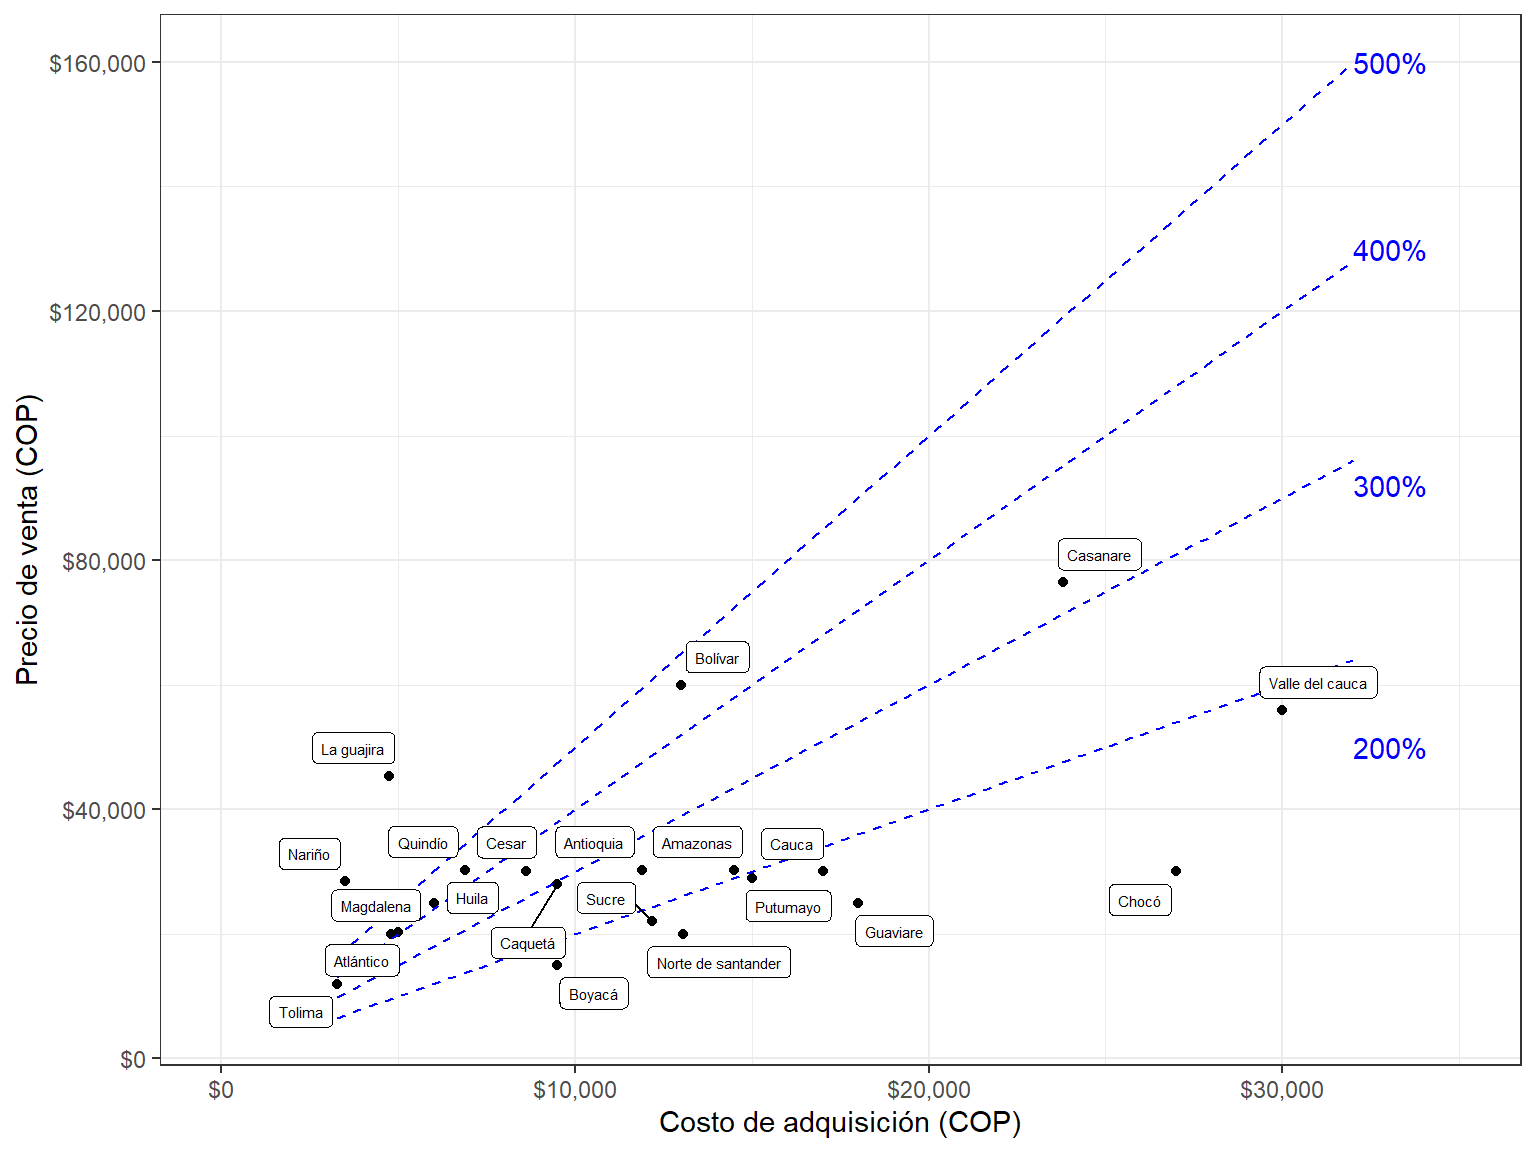 $160,000
$120,000
$80,000
$40,000
$0
Precio de venta (COP)
500%
400%
300%
200%
Casanare
Bolívar
Valle del cauca
La guajira
Quindío
Cesar
Antioquia
Amazonas
Cauca
Nariño
Magdalena
Huila
Sucre
Putumayo
Chocó
Guaviare
Caquetá
Atlántico
Norte de santander
Boyacá
Tolima
$0
$10,000
$20,000
$30,000
Costo de adquisición (COP)